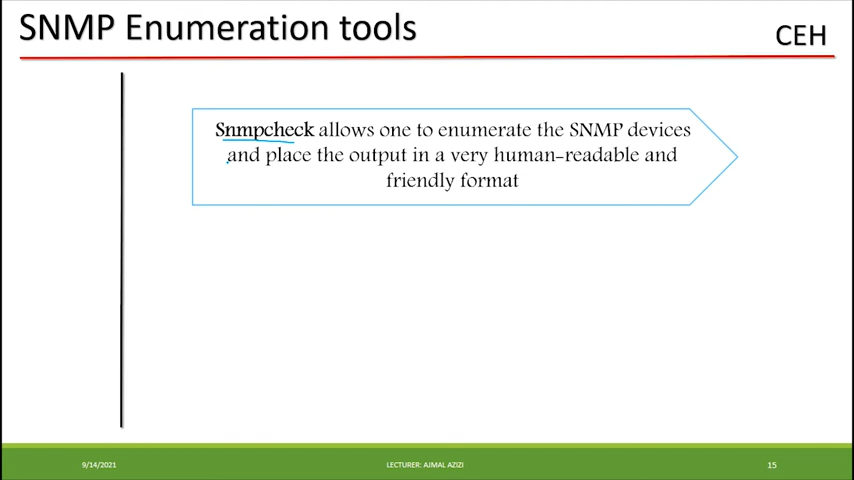 SNMP Enumeration tools
CEH
Snmpcheck allows one to enumerate the SNMP devices
and place the output in a very human-readable and
friendly format
9/14/2021
LECTURER: AJMAL AZIZI
15